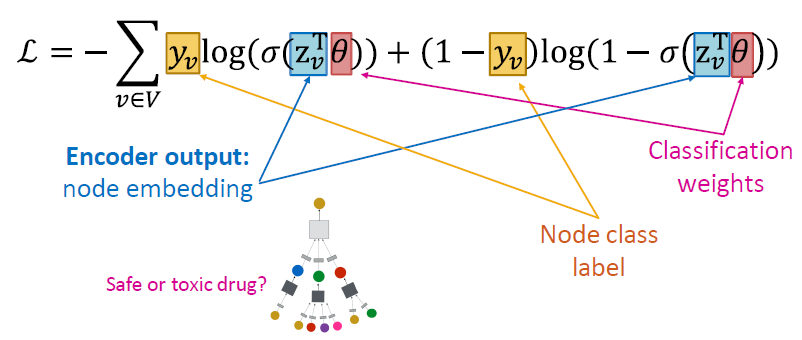 ℒ = − ∑ y_v log(σ(z_v^T θ)) + (1 − y_v)log(1 − σ(z_v^T θ))
v∈V
Encoder output:
node embedding
Classification
weights
Node class
label
Safe or toxic drug?